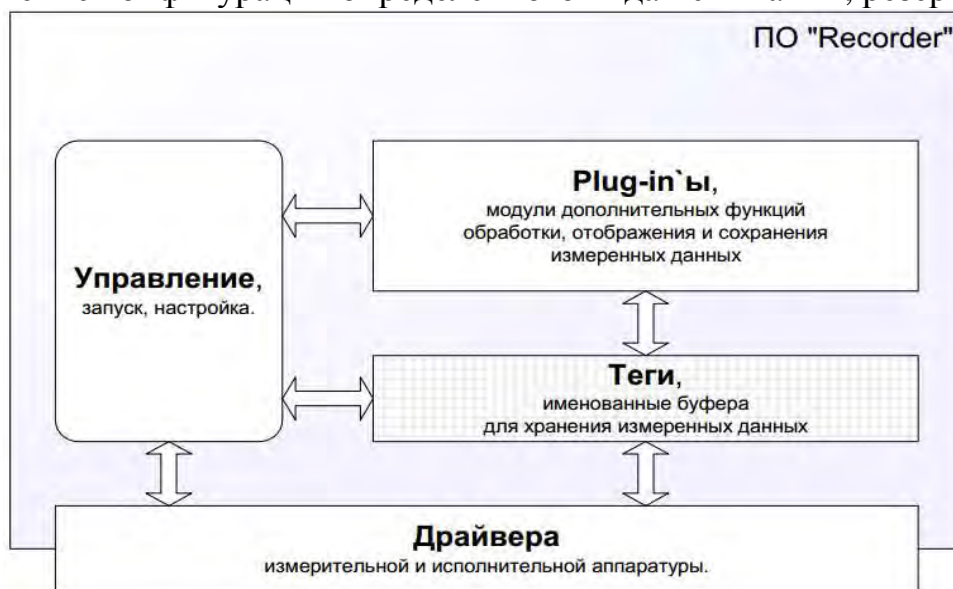 ПО "Recorder"
Plug-in`ы,
модули дополнительных функций
обработки, отображения и сохранения
измеренных данных
Управление,
запуск, настройка.
Теги,
именованные буфера
для хранения измеренных данных
Драйвера
измерительной и исполнительной аппаратуры.